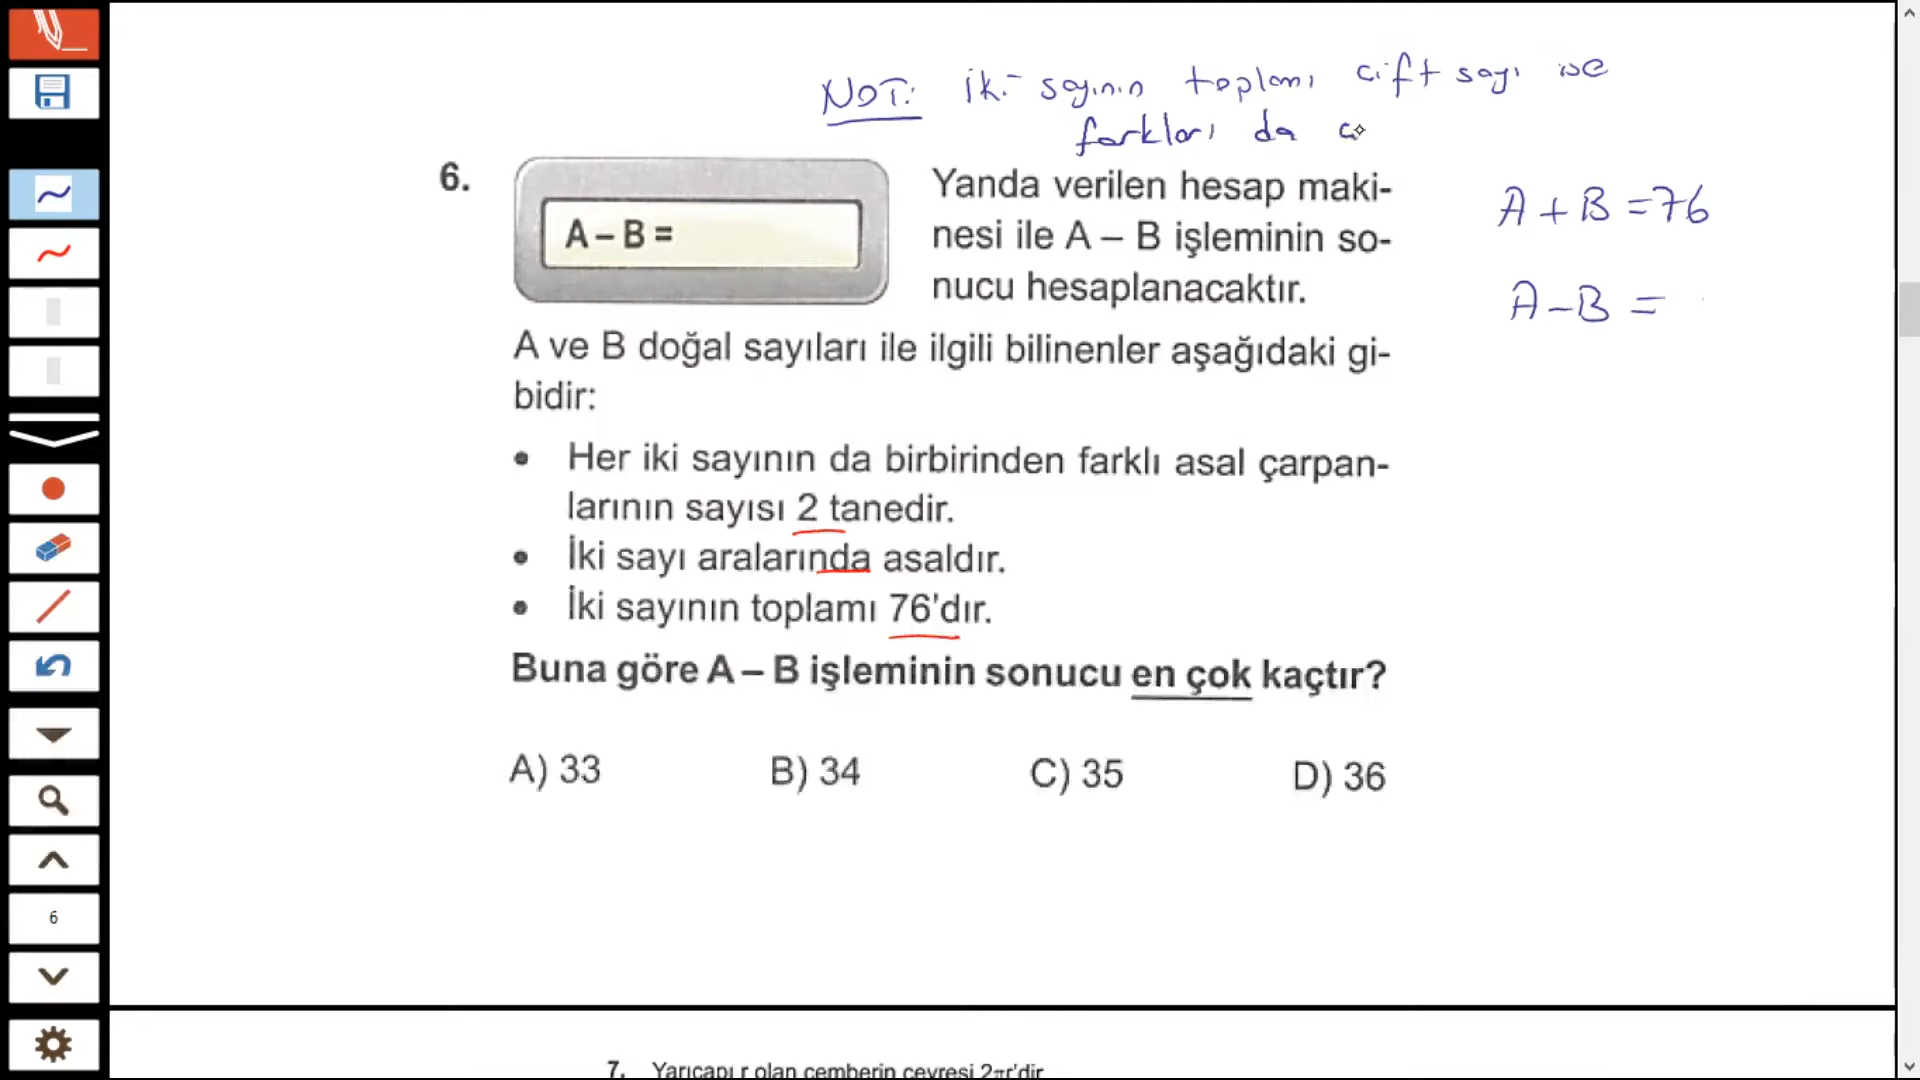 NOT: İki sayının toplamı çift sayı ise
farkları da ç
6.
A – B =
Yanda verilen hesap maki-
nesi ile A – B işleminin so-
nucu hesaplanacaktır.
A + B = 76
A – B =
A ve B doğal sayıları ile ilgili bilinenler aşağıdaki gi-
bidir:
• Her iki sayının da birbirinden farklı asal çarpan-
larının sayısı 2 tanedir.
• İki sayı aralarında asaldır.
• İki sayının toplamı 76'dır.
Buna göre A – B işleminin sonucu en çok kaçtır?
A) 33 B) 34 C) 35 D) 36
6
7. Yarıçapı r olan çemberin çevresi 2πr'dir